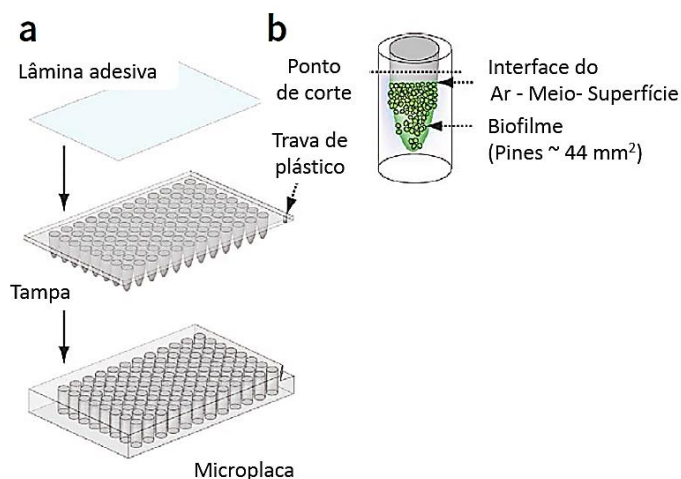 a
Lâmina adesiva
Trava de
plástico
Tampa
Microplaca
b
Ponto
de corte
Interface do
Ar - Meio- Superfície
Biofilme
(Pines ~ 44 mm²)